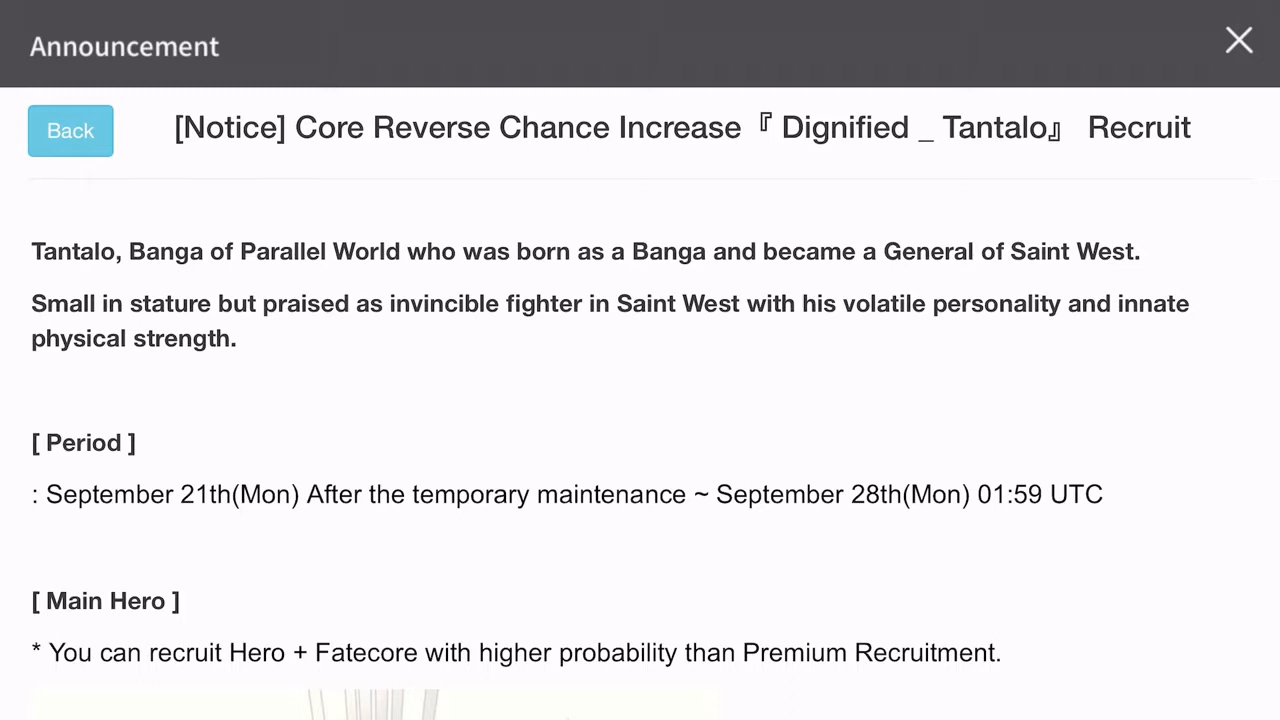 Announcement
Back
[Notice] Core Reverse Chance Increase『 Dignified _ Tantalo』 Recruit
Tantalo, Banga of Parallel World who was born as a Banga and became a General of Saint West.
Small in stature but praised as invincible fighter in Saint West with his volatile personality and innate
physical strength.
[ Period ]
: September 21th(Mon) After the temporary maintenance ~ September 28th(Mon) 01:59 UTC
[ Main Hero ]
* You can recruit Hero + Fatecore with higher probability than Premium Recruitment.